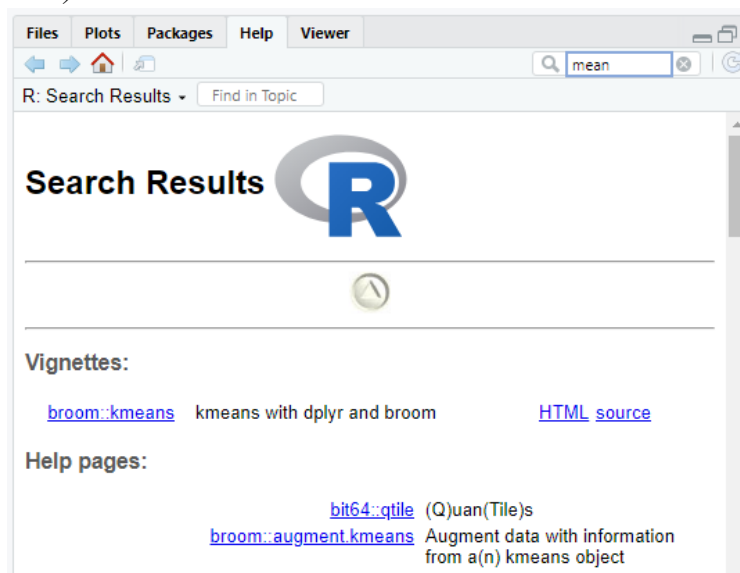 Files Plots Packages Help Viewer
mean
R: Search Results Find in Topic
Search Results R
Vignettes:
broom::kmeans kmeans with dplyr and broom HTML source
Help pages:
bit64::qtile (Q)uan(Tile)s
broom::augment.kmeans Augment data with information
from a(n) kmeans object